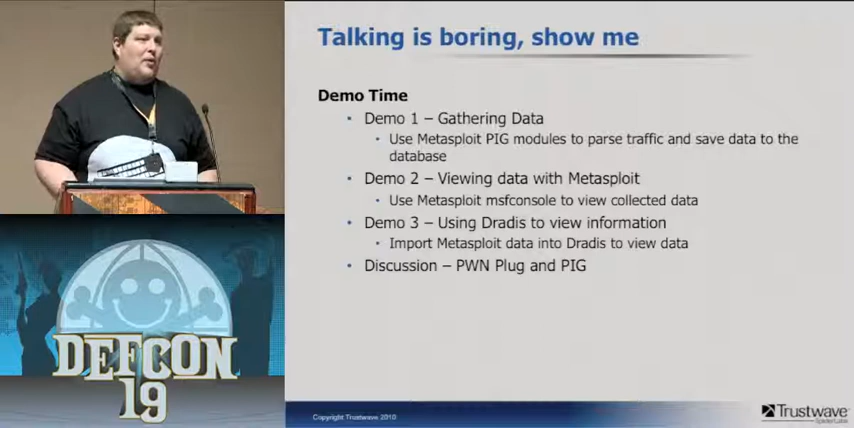 Talking is boring, show me
Demo Time
• Demo 1 – Gathering Data
• Use Metasploit PIG modules to parse traffic and save data to the
database
• Demo 2 – Viewing data with Metasploit
• Use Metasploit msfconsole to view collected data
• Demo 3 – Using Dradis to view information
• Import Metasploit data into Dradis to view data
• Discussion – PWN Plug and PIG
DEFCON
19
Copyright Trustwave 2010
Trustwave
SpiderLabs